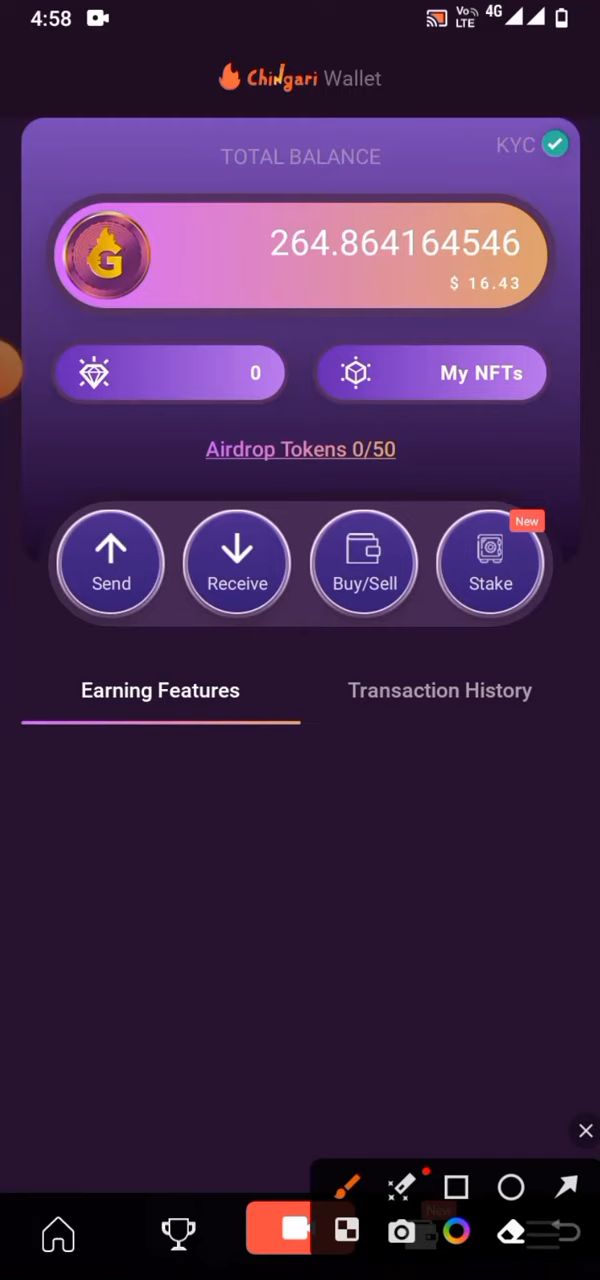 4:58
Vo LTE 4G
Chingari Wallet
KYC
TOTAL BALANCE
G
264.864164546
$ 16.43
0
My NFTs
Airdrop Tokens 0/50
New
Send
Receive
Buy/Sell
Stake
Earning Features
Transaction History
New